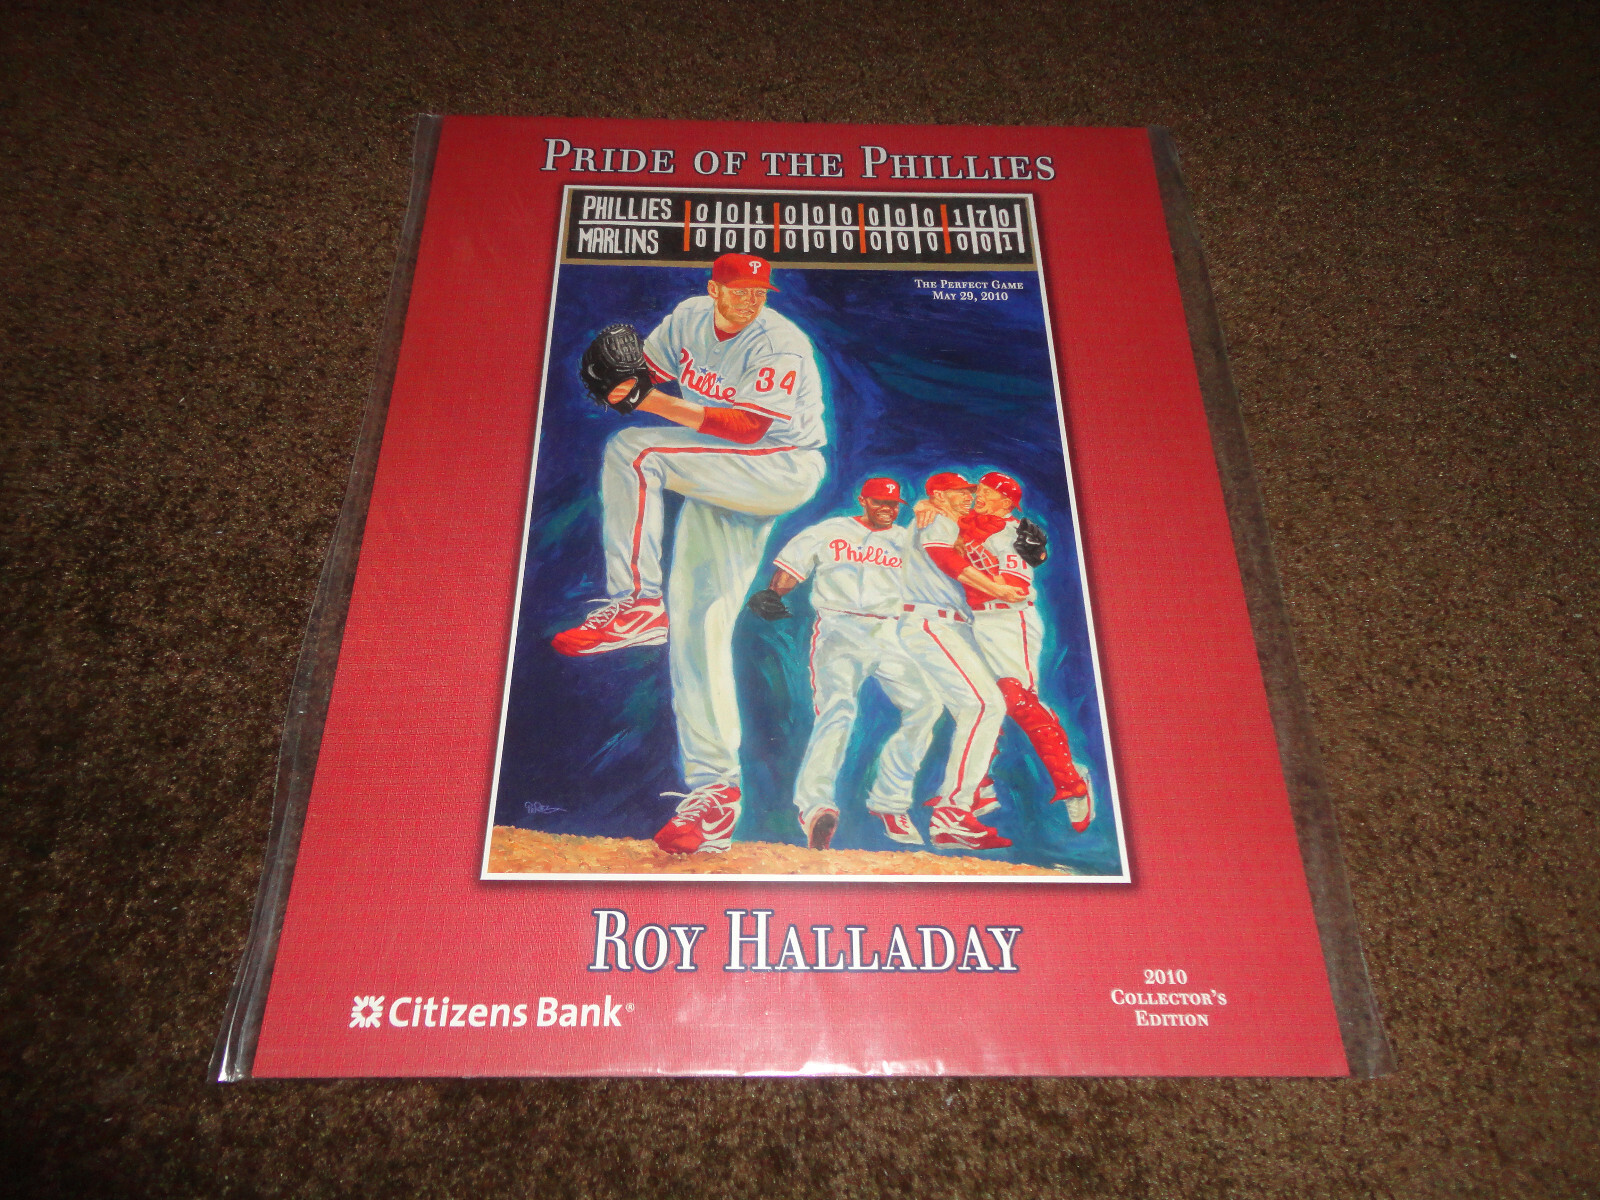 PRIDE OF THE PHILLIES
PHILLIES 0 0 1 0 0 0 0 0 0 1 7 0
MARLINS 0 0 0 0 0 0 0 0 0 0 0 1
THE PERFECT GAME
MAY 29, 2010
P
Phillie
34
P
Phillies
51
ROY HALLADAY
Citizens Bank®
2010
COLLECTOR'S
EDITION